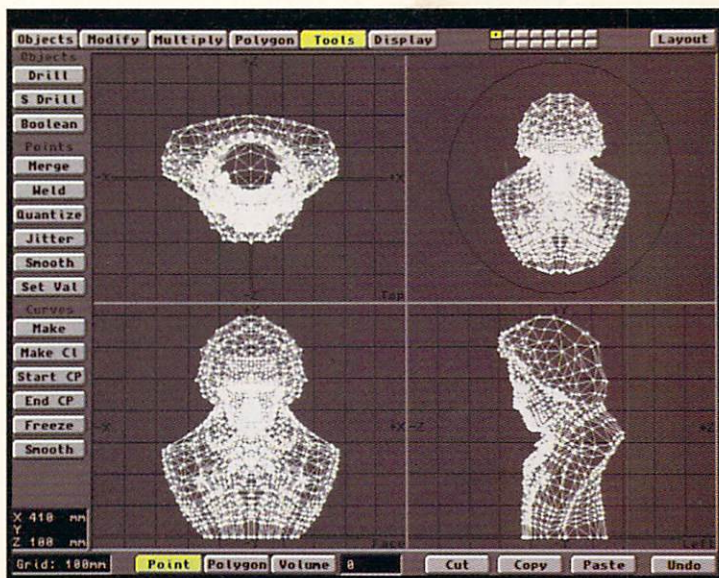 Objects Modify Multiply Polygon Tools Display Layout
Objects
Drill
S Drill
Boolean
Points
Merge
Weld
Quantize
Jitter
Smooth
Set Val
Curves
Make
Make Cl
Start CP
End CP
Freeze
Smooth
+Z
-X
+X
-Z
Top
-X
+X
Face
-Z
+Z
Left
X 410 mm
Y
Z 100 mm
Grid: 100mm Point Polygon Volume 0 Cut Copy Paste Undo